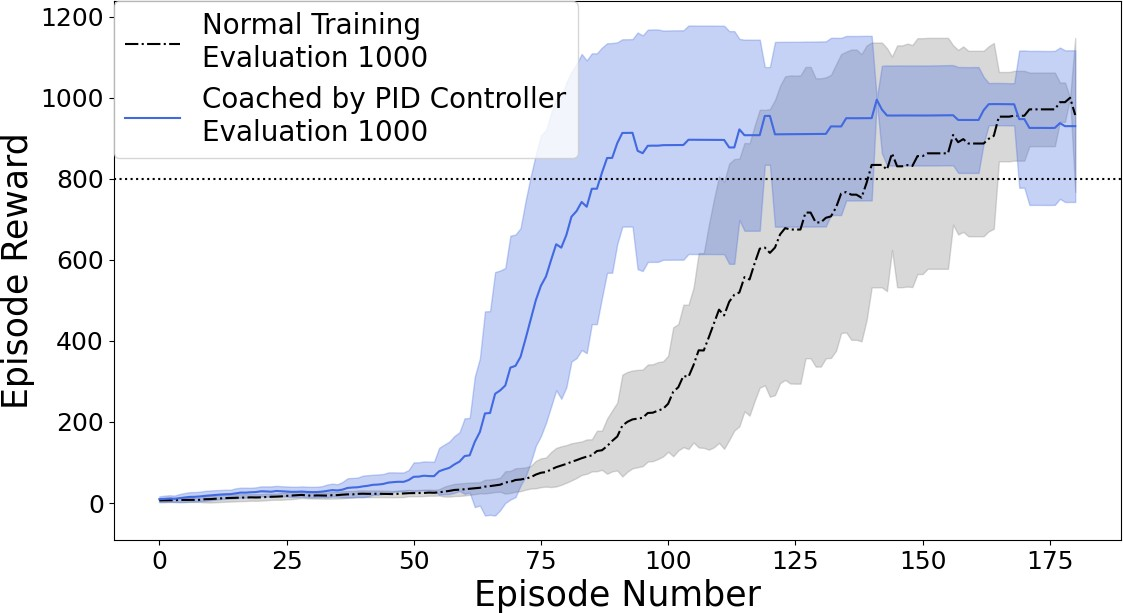 Normal Training
Evaluation 1000
Coached by PID Controller
Evaluation 1000
1200
1000
800
600
400
200
0
Episode Reward
0 25 50 75 100 125 150 175
Episode Number